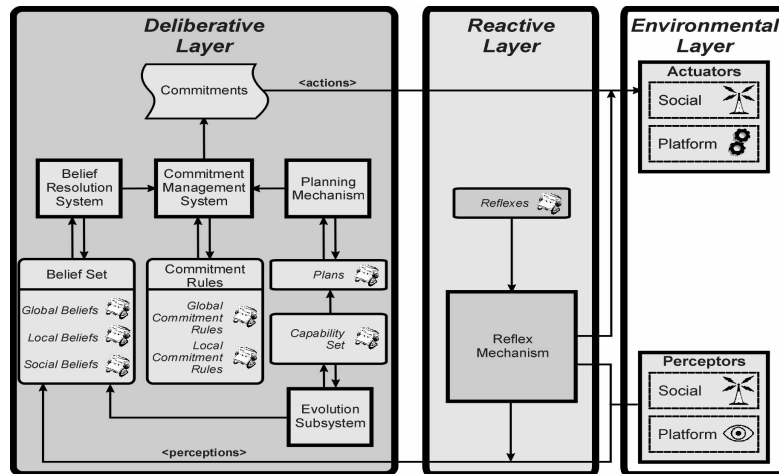 Deliberative
Layer
Commitments
<actions>
Belief
Resolution
System
Commitment
Management
System
Planning
Mechanism
Belief Set
Global Beliefs
Local Beliefs
Social Beliefs
Commitment
Rules
Global
Commitment
Rules
Local
Commitment
Rules
Plans
Capability
Set
Evolution
Subsystem
<perceptions>
Reactive
Layer
Reflexes
Reflex
Mechanism
Environmental
Layer
Actuators
Social
Platform
Perceptors
Social
Platform